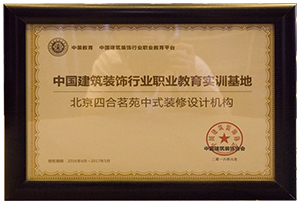 中国教育 中国建筑装饰行业职业教育平台
中国建筑装饰行业职业教育实训基地
北京四合茗苑中式装修设计机构
中国建筑装饰协会